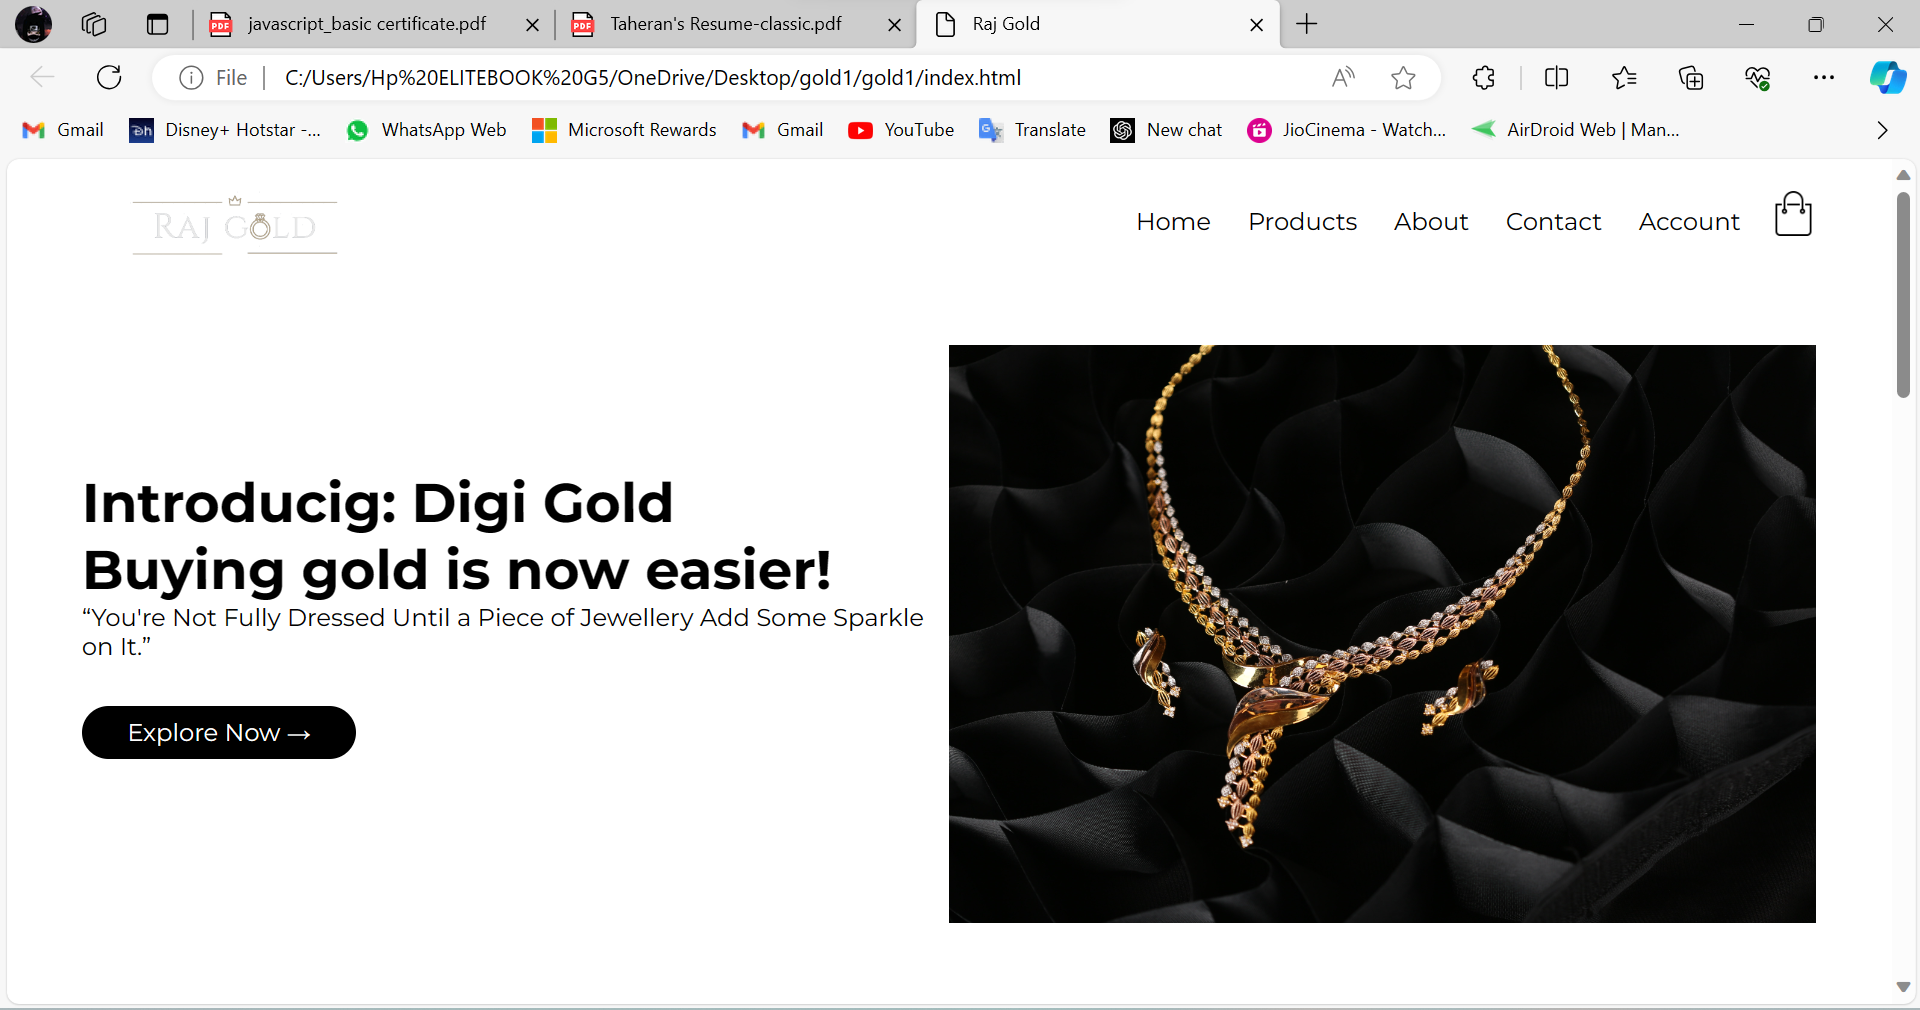 javascript_basic certificate.pdf
Taheran's Resume-classic.pdf
Raj Gold
File
C:/Users/Hp%20ELITEBOOK%20G5/OneDrive/Desktop/gold1/gold1/index.html
Gmail
Disney+ Hotstar -...
WhatsApp Web
Microsoft Rewards
Gmail
YouTube
Translate
New chat
JioCinema - Watch...
AirDroid Web | Man...
RAJ GOLD
Home
Products
About
Contact
Account
Introducig: Digi Gold
Buying gold is now easier!
“You're Not Fully Dressed Until a Piece of Jewellery Add Some Sparkle
on It.”
Explore Now →